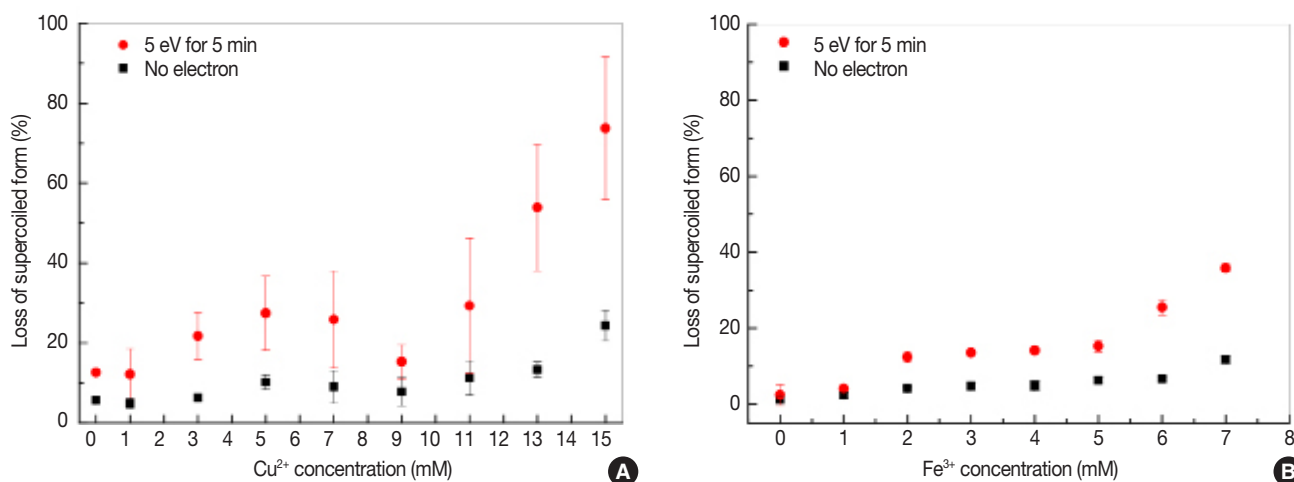 100
80
60
40
20
0
Loss of supercoiled form (%)
5 eV for 5 min
No electron
0 1 2 3 4 5 6 7 8 9 10 11 12 13 14 15
Cu²⁺ concentration (mM)
A
100
80
60
40
20
0
Loss of supercoiled form (%)
5 eV for 5 min
No electron
0 1 2 3 4 5 6 7 8
Fe³⁺ concentration (mM)
B